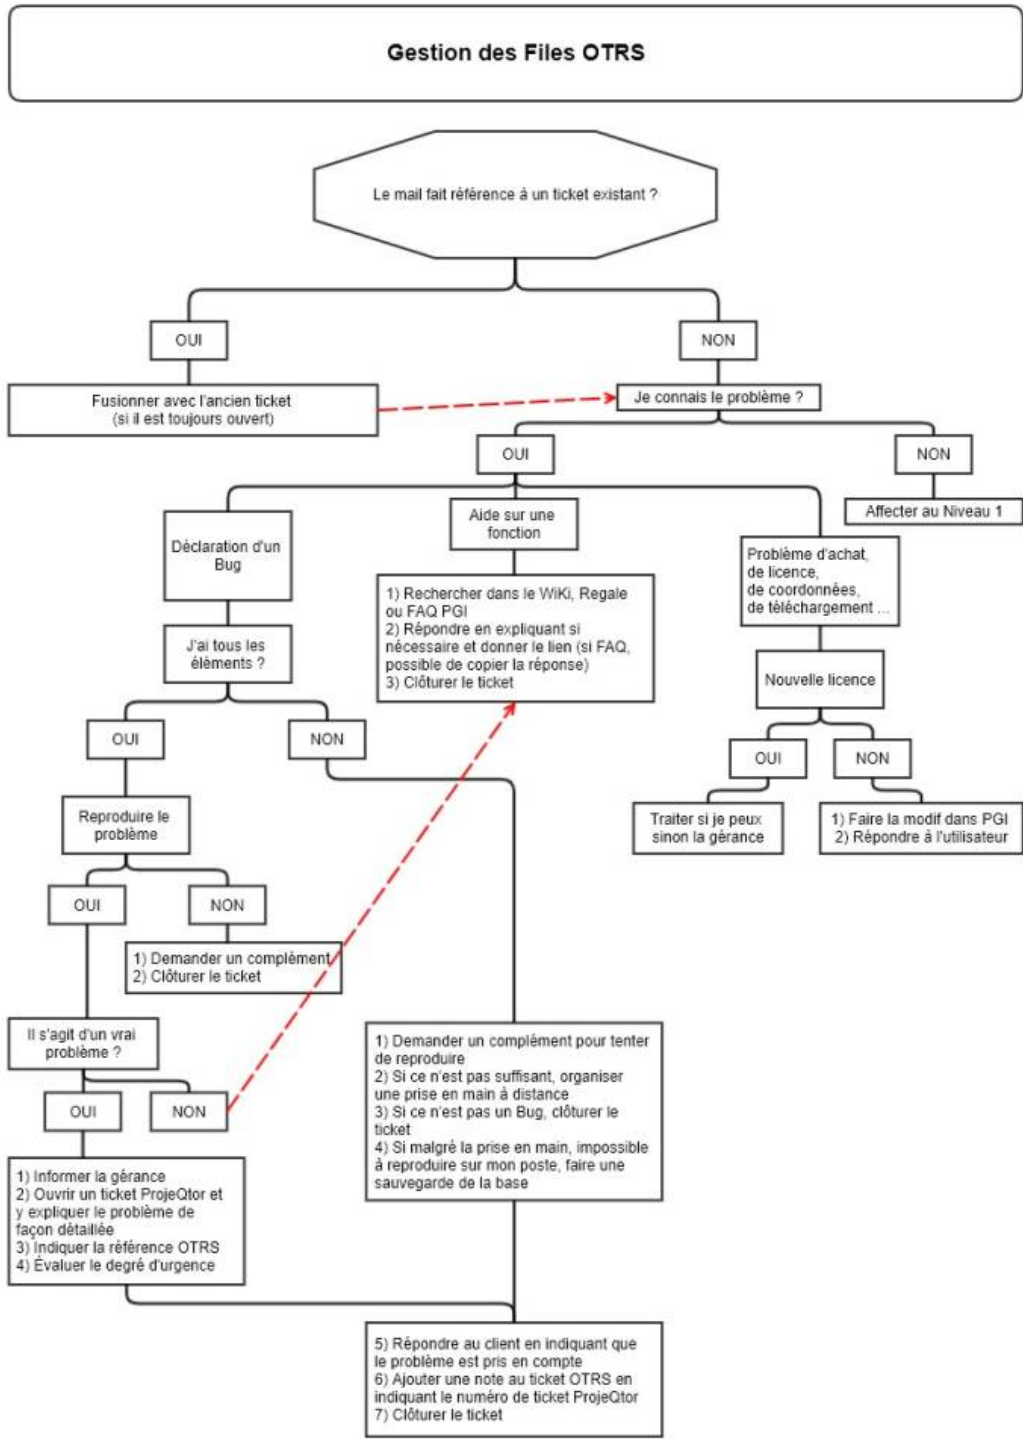 Gestion des Files OTRS
Le mail fait référence à un ticket existant ?
OUI
NON
Fusionner avec l'ancien ticket
(si il est toujours ouvert)
Je connais le problème ?
OUI
NON
Affecter au Niveau 1
Déclaration d'un
Bug
Aide sur une
fonction
Problème d'achat,
de licence,
de coordonnées,
de téléchargement ...
1) Rechercher dans le WiKi, Regale
ou FAQ PGI
2) Répondre en expliquant si
nécessaire et donner le lien (si FAQ,
possible de copier la réponse)
3) Clôturer le ticket
J'ai tous les
éléments ?
Nouvelle licence
OUI
NON
OUI
NON
Reproduire le
problème
Traiter si je peux
sinon la gérance
1) Faire la modif dans PGI
2) Répondre à l'utilisateur
OUI
NON
1) Demander un complément
2) Clôturer le ticket
Il s'agit d'un vrai
problème ?
OUI
NON
1) Demander un complément pour tenter
de reproduire
2) Si ce n'est pas suffisant, organiser
une prise en main à distance
3) Si ce n'est pas un Bug, clôturer le
ticket
4) Si malgré la prise en main, impossible
à reproduire sur mon poste, faire une
sauvegarde de la base
1) Informer la gérance
2) Ouvrir un ticket ProjeQtor et
y expliquer le problème de
façon détaillée
3) Indiquer la référence OTRS
4) Évaluer le degré d'urgence
5) Répondre au client en indiquant que
le problème est pris en compte
6) Ajouter une note au ticket OTRS en
indiquant le numéro de ticket ProjeQtor
7) Clôturer le ticket